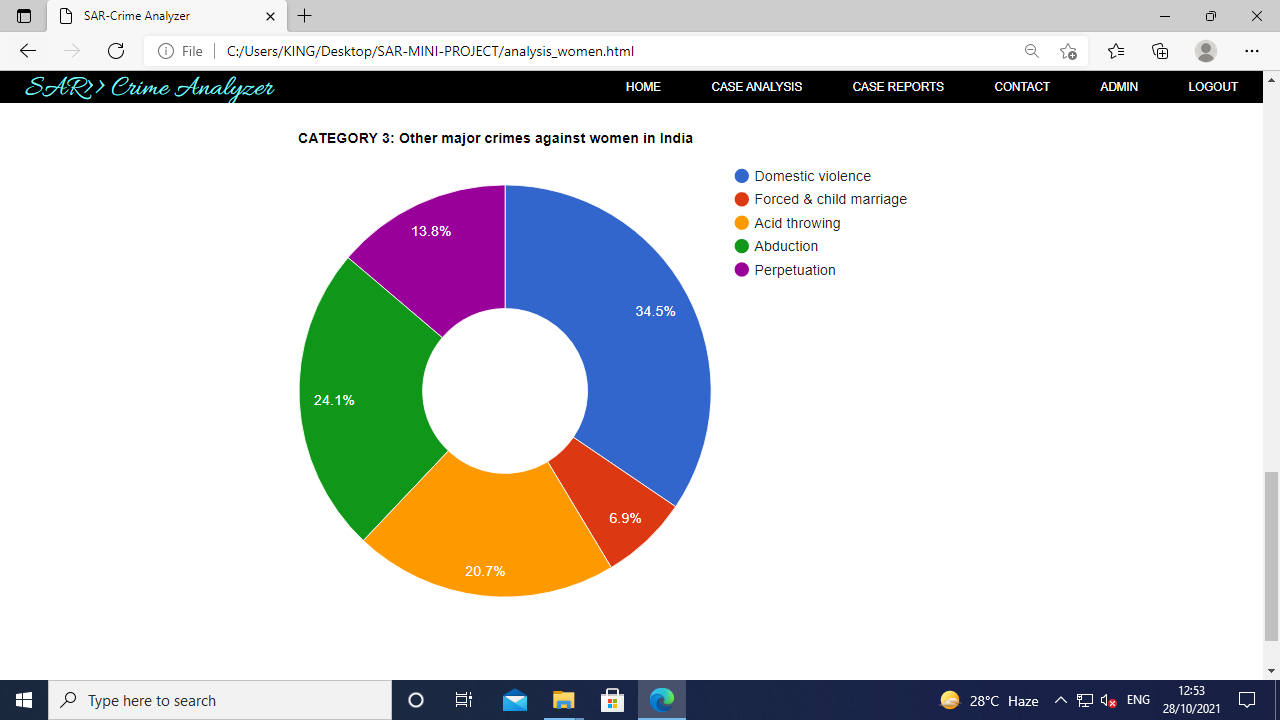 SAR-Crime Analyzer
File
C:/Users/KING/Desktop/SAR-MINI-PROJECT/analysis_women.html
SAR>> Crime Analyzer
HOME CASE ANALYSIS CASE REPORTS CONTACT ADMIN LOGOUT
CATEGORY 3: Other major crimes against women in India
Domestic violence
Forced & child marriage
Acid throwing
Abduction
Perpetuation
13.8%
34.5%
24.1%
6.9%
20.7%
Type here to search
28°C Haze
ENG
12:53
28/10/2021